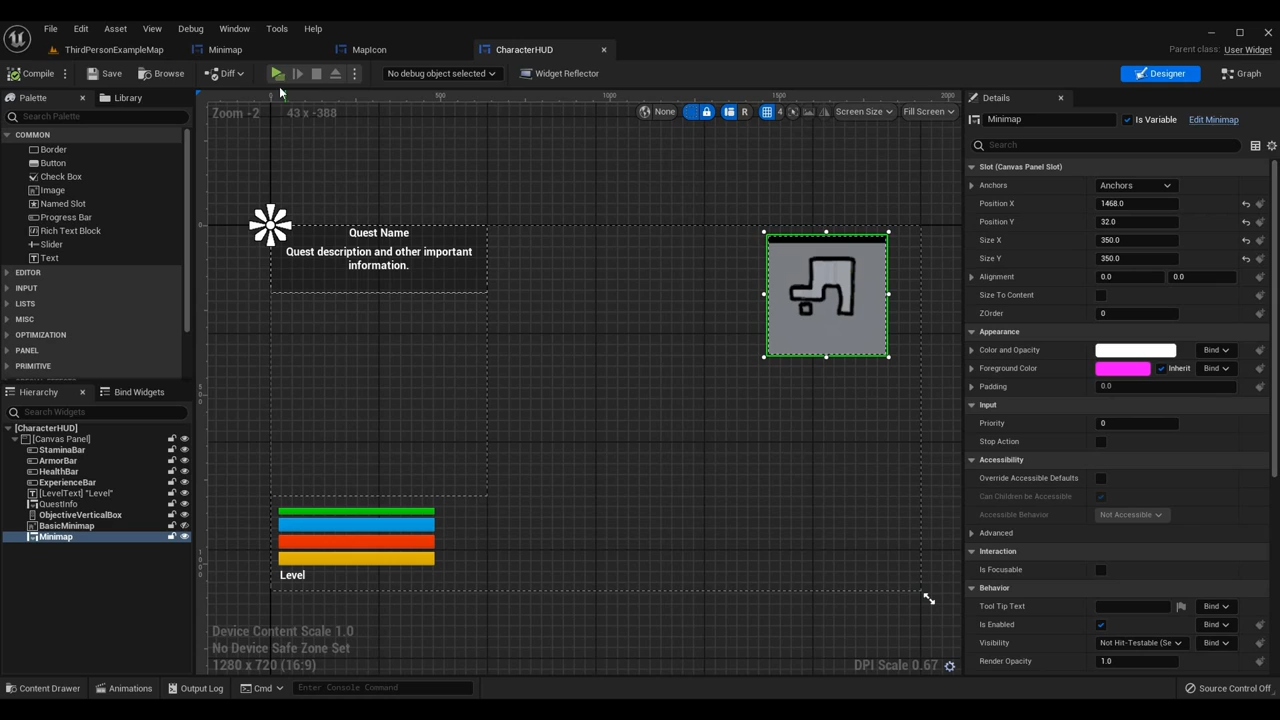 File Edit Asset View Debug Window Tools Help
ThirdPersonExampleMap Minimap MapIcon CharacterHUD
Parent class: User Widget
Compile Save Browse Diff No debug object selected Widget Reflector Designer Graph
Palette Library
Search Palette
COMMON
Border
Button
Check Box
Image
Named Slot
Progress Bar
Rich Text Block
Slider
Text
EDITOR
INPUT
LISTS
MISC
OPTIMIZATION
PANEL
PRIMITIVE
Hierarchy Bind Widgets
Search Widgets
[CharacterHUD]
[Canvas Panel]
StaminaBar
ArmorBar
HealthBar
ExperienceBar
[LevelText] "Level"
QuestInfo
ObjectiveVerticalBox
BasicMinimap
Minimap
0 500 1000 1500 2000
Zoom -2 43 x -388
None R 4 Screen Size Fill Screen
0
Quest Name
Quest description and other important
information.
Level
Device Content Scale 1.0
No Device Safe Zone Set
1280 x 720 (16:9)
DPI Scale 0.67
Details
Minimap Is Variable Edit Minimap
Search
Slot (Canvas Panel Slot)
Anchors Anchors
Position X 1468.0
Position Y 32.0
Size X 350.0
Size Y 350.0
Alignment 0.0 0.0
Size To Content
ZOrder 0
Appearance
Color and Opacity Bind
Foreground Color Inherit Bind
Padding 0.0
Input
Priority 0
Stop Action
Accessibility
Override Accessible Defaults
Can Children be Accessible
Accessible Behavior Not Accessible
Advanced
Interaction
Is Focusable
Behavior
Tool Tip Text Bind
Is Enabled Bind
Visibility Not Hit-Testable (Se Bind
Render Opacity 1.0
Content Drawer Animations Output Log Cmd Enter Console Command Source Control Off